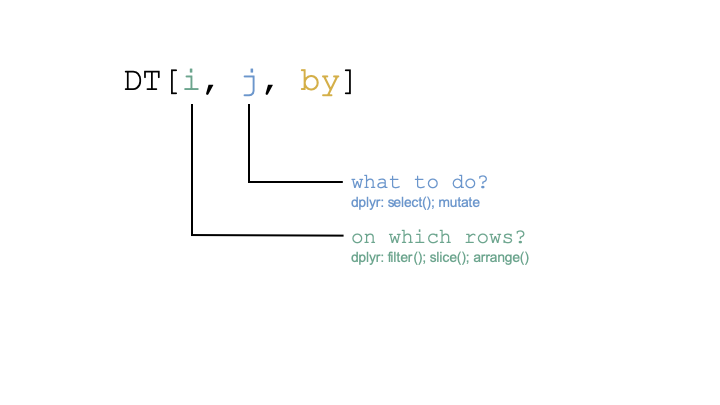 DT[i, j, by]
what to do?
dplyr: select(); mutate
on which rows?
dplyr: filter(); slice(); arrange()